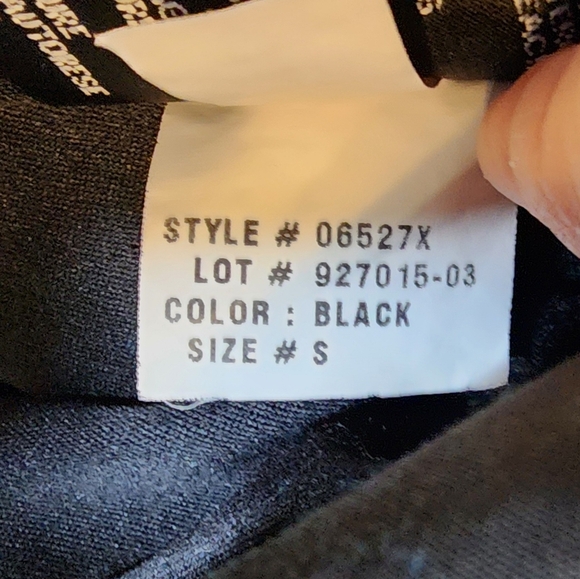 STYLE # 06527X
LOT # 927015-03
COLOR : BLACK
SIZE # S